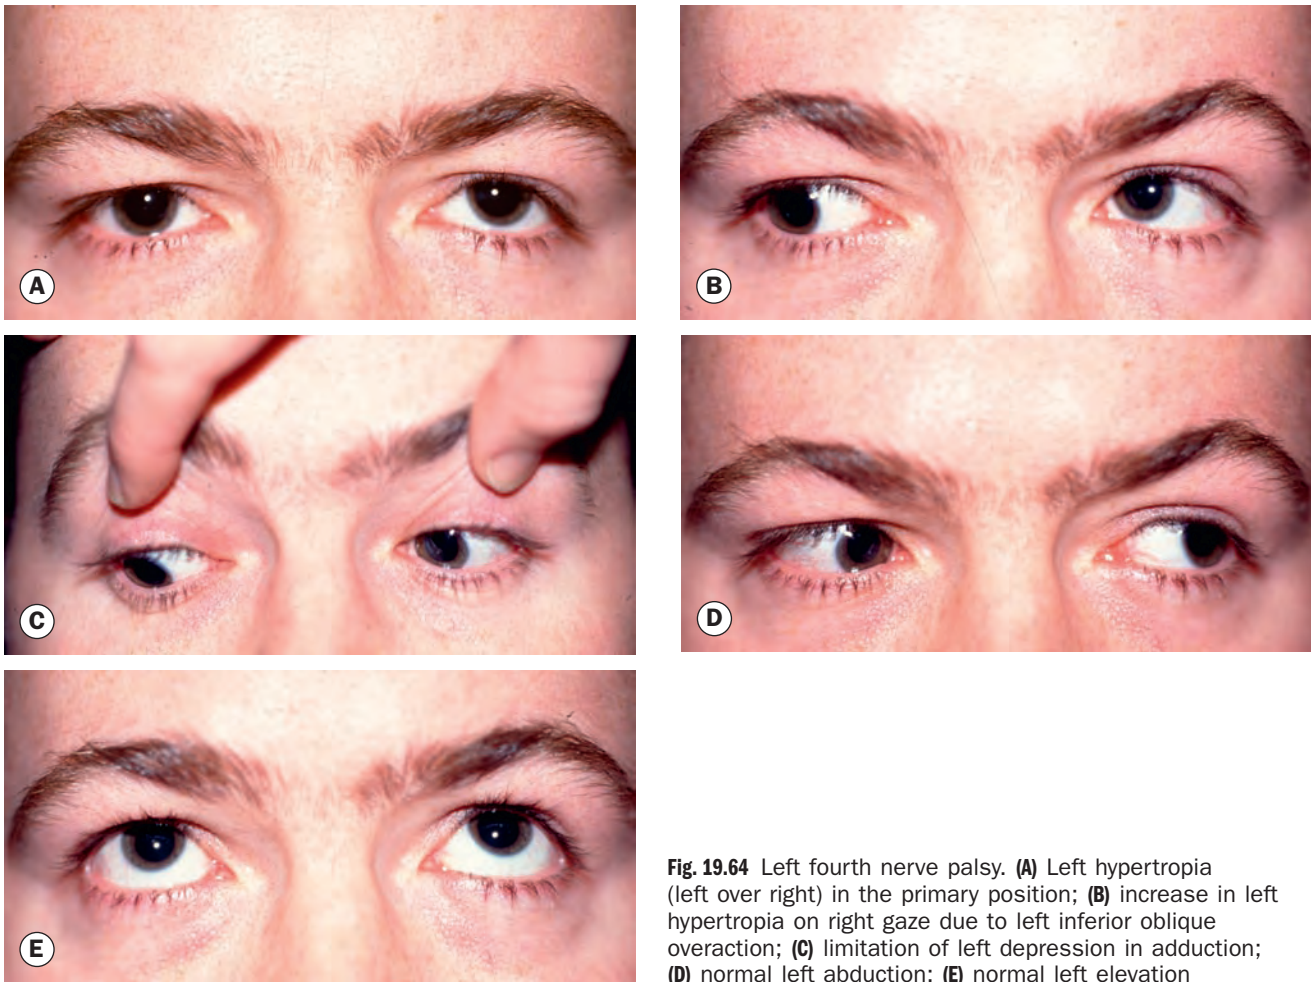 A
B
C
D
E
Fig. 19.64 Left fourth nerve palsy. (A) Left hypertropia
(left over right) in the primary position; (B) increase in left
hypertropia on right gaze due to left inferior oblique
overaction; (C) limitation of left depression in adduction;
(D) normal left abduction; (E) normal left elevation